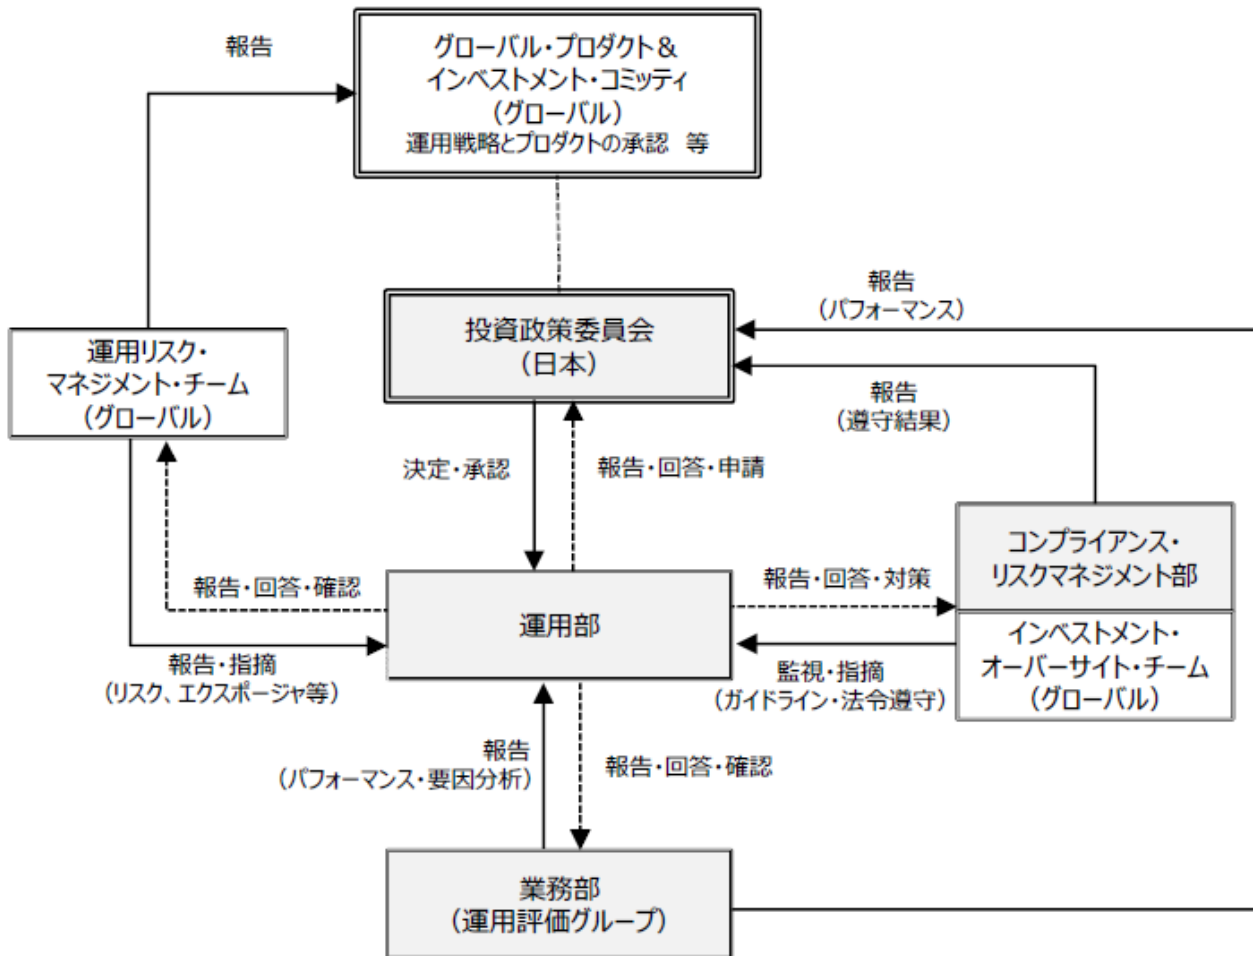 報告
グローバル・プロダクト＆
インベストメント・コミッティ
（グローバル）
運用戦略とプロダクトの承認　等
報告
（パフォーマンス）
投資政策委員会
（日本）
運用リスク・
マネジメント・チーム
（グローバル）
報告
（遵守結果）
決定・承認
報告・回答・申請
コンプライアンス・
リスクマネジメント部
報告・回答・確認
報告・回答・対策
運用部
インベストメント・
オーバーサイト・チーム
（グローバル）
報告・指摘
（リスク、エクスポージャ等）
監視・指摘
（ガイドライン・法令遵守）
報告
（パフォーマンス・要因分析）
報告・回答・確認
業務部
（運用評価グループ）